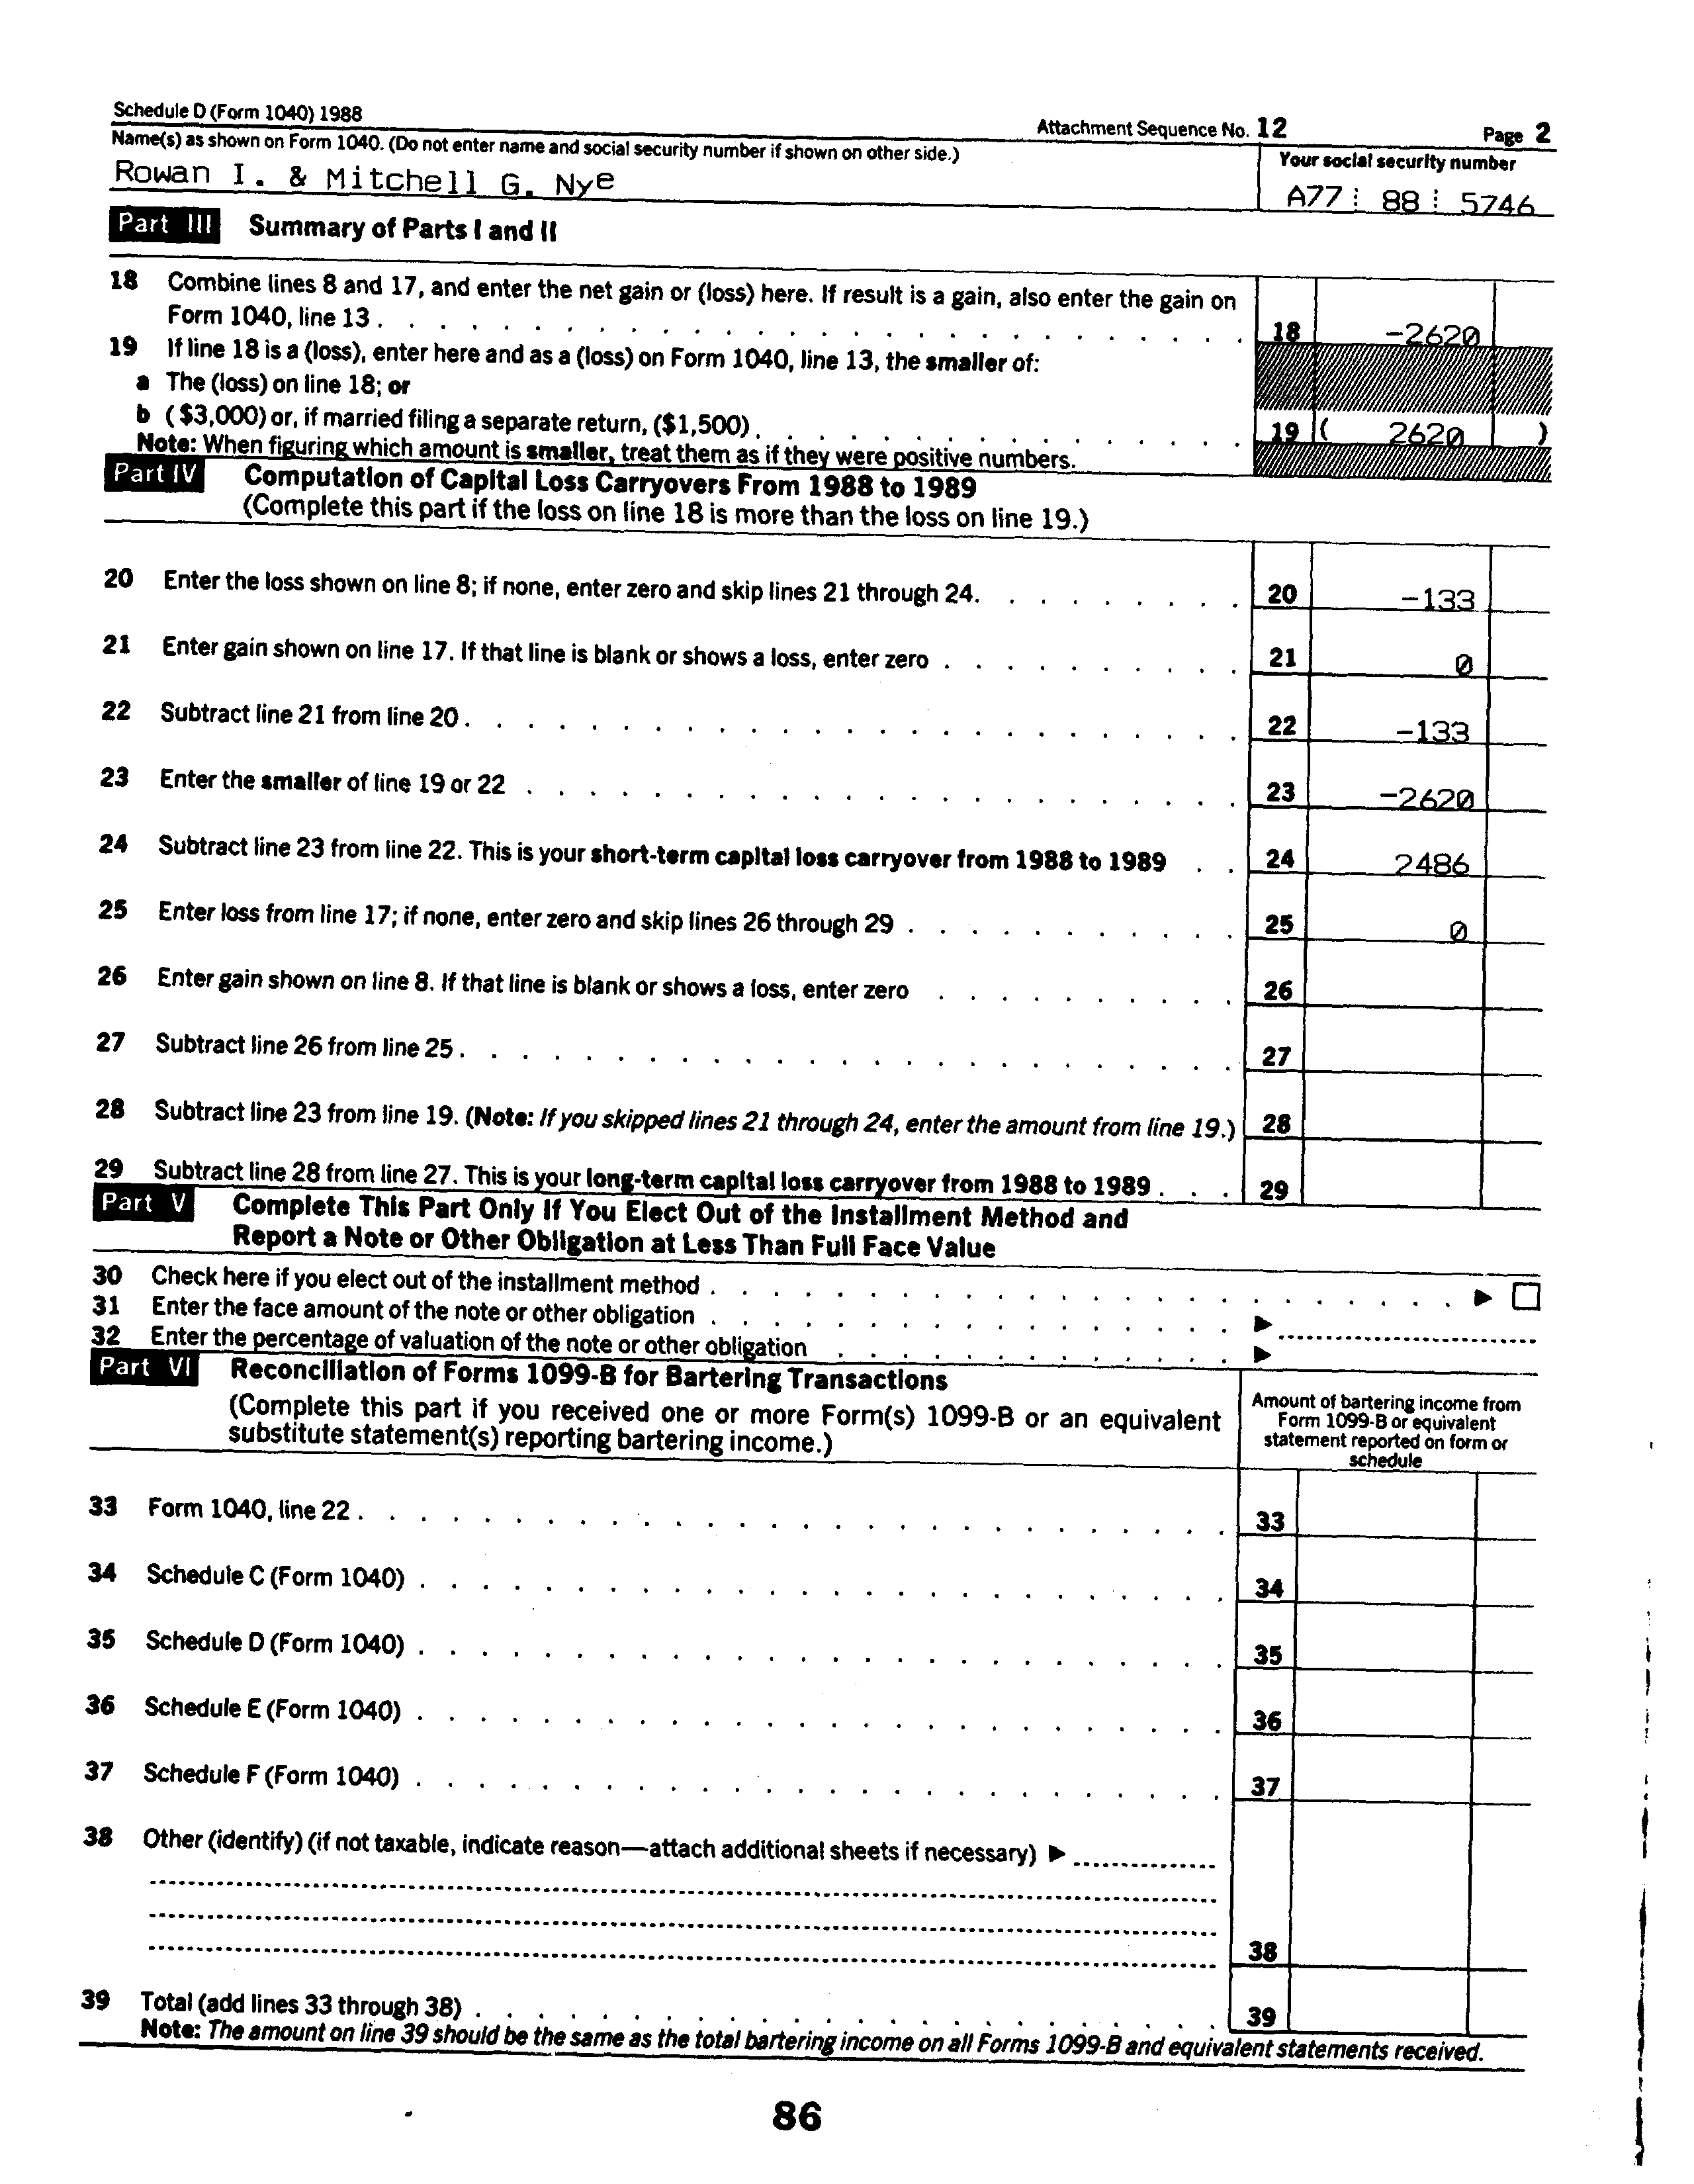 Schedule D (Form 1040) 1988
Attachment Sequence No. 12
Page 2
Name(s) as shown on Form 1040. (Do not enter name and social security number if shown on other side.)
Your social security number
Rowan I. & Mitchell G. Nye
A77 88 5746
Part III Summary of Parts I and II
18 Combine lines 8 and 17, and enter the net gain or (loss) here. If result is a gain, also enter the gain on
Form 1040, line 13 . . . . 18 -2620
19 If line 18 is a (loss), enter here and as a (loss) on Form 1040, line 13, the smaller of:
a The (loss) on line 18; or
b ($3,000) or, if married filing a separate return, ($1,500) . . . . 19 ( 2620 )
Note: When figuring which amount is smaller, treat them as if they were positive numbers.
Part IV Computation of Capital Loss Carryovers From 1988 to 1989
(Complete this part if the loss on line 18 is more than the loss on line 19.)
20 Enter the loss shown on line 8; if none, enter zero and skip lines 21 through 24. . . . . 20 -133
21 Enter gain shown on line 17. If that line is blank or shows a loss, enter zero . . . . 21 0
22 Subtract line 21 from line 20 . . . . 22 -133
23 Enter the smaller of line 19 or 22 . . . . 23 -2620
24 Subtract line 23 from line 22. This is your short-term capital loss carryover from 1988 to 1989 . . 24 2486
25 Enter loss from line 17; if none, enter zero and skip lines 26 through 29 . . . . 25 0
26 Enter gain shown on line 8. If that line is blank or shows a loss, enter zero . . . . 26
27 Subtract line 26 from line 25 . . . . 27
28 Subtract line 23 from line 19. (Note: If you skipped lines 21 through 24, enter the amount from line 19.) 28
29 Subtract line 28 from line 27. This is your long-term capital loss carryover from 1988 to 1989 . . . 29
Part V Complete This Part Only If You Elect Out of the Installment Method and
Report a Note or Other Obligation at Less Than Full Face Value
30 Check here if you elect out of the installment method . . . . ▶ ☐
31 Enter the face amount of the note or other obligation . . . . ▶
32 Enter the percentage of valuation of the note or other obligation . . . . ▶
Part VI Reconciliation of Forms 1099-B for Bartering Transactions
(Complete this part if you received one or more Form(s) 1099-B or an equivalent
substitute statement(s) reporting bartering income.)
Amount of bartering income from
Form 1099-B or equivalent
statement reported on form or
schedule
33 Form 1040, line 22 . . . . 33
34 Schedule C (Form 1040) . . . . 34
35 Schedule D (Form 1040) . . . . 35
36 Schedule E (Form 1040) . . . . 36
37 Schedule F (Form 1040) . . . . 37
38 Other (identify) (if not taxable, indicate reason—attach additional sheets if necessary) ▶
38
39 Total (add lines 33 through 38) . . . . 39
Note: The amount on line 39 should be the same as the total bartering income on all Forms 1099-B and equivalent statements received.
86